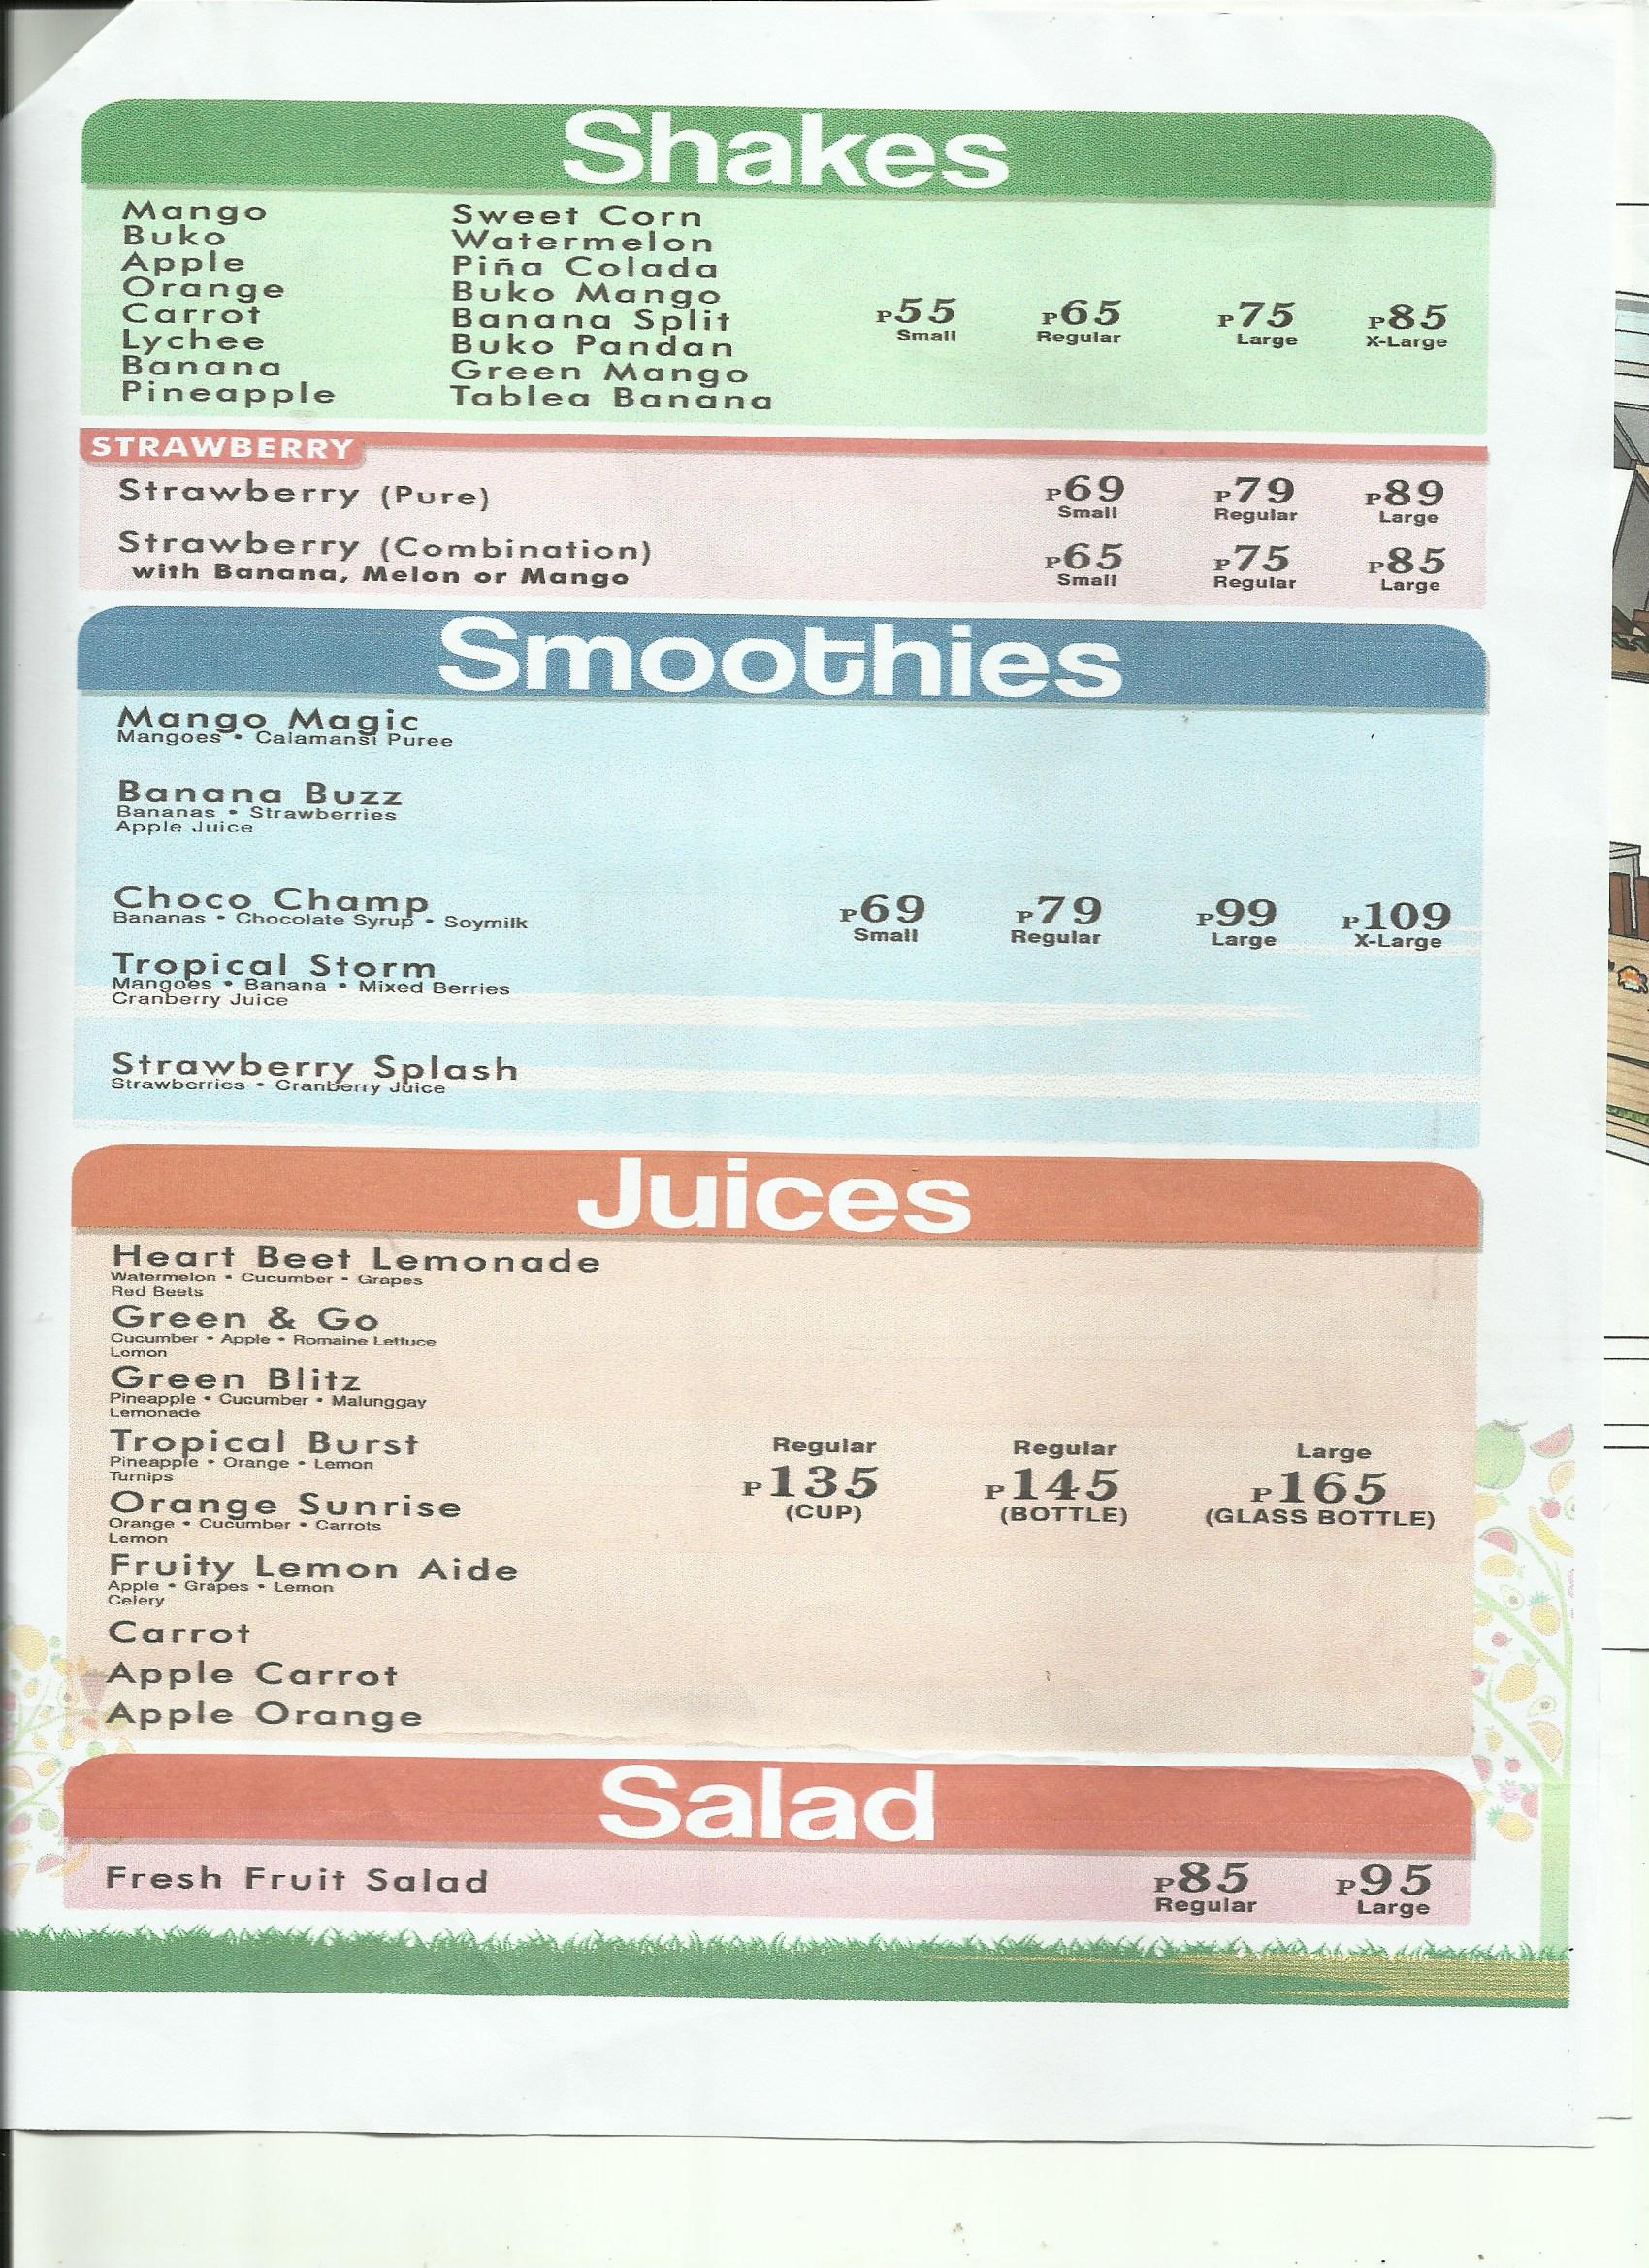 Shakes
Mango
Buko
Apple
Orange
Carrot
Lychee
Banana
Pineapple
Sweet Corn
Watermelon
Piña Colada
Buko Mango
Banana Split
Buko Pandan
Green Mango
Tablea Banana
P55 P65 P75 P85
Small Regular Large X-Large
STRAWBERRY
Strawberry (Pure)
P69 P79 P89
Small Regular Large
Strawberry (Combination)
with Banana, Melon or Mango
P65 P75 P85
Small Regular Large
Smoothies
Mango Magic
Mangoes • Calamansi Puree
Banana Buzz
Bananas • Strawberries
Apple Juice
Choco Champ
Bananas • Chocolate Syrup • Soymilk
P69 P79 P99 P109
Small Regular Large X-Large
Tropical Storm
Mangoes • Banana • Mixed Berries
Cranberry Juice
Strawberry Splash
Strawberries • Cranberry Juice
Juices
Heart Beet Lemonade
Watermelon • Cucumber • Grapes
Red Beets
Green & Go
Cucumber • Apple • Romaine Lettuce
Lemon
Green Blitz
Pineapple • Cucumber • Malunggay
Lemonade
Tropical Burst
Pineapple • Orange • Lemon
Turnips
Regular Regular Large
P135 P145 P165
(CUP) (BOTTLE) (GLASS BOTTLE)
Orange Sunrise
Orange • Cucumber • Carrots
Lemon
Fruity Lemon Aide
Apple • Grapes • Lemon
Celery
Carrot
Apple Carrot
Apple Orange
Salad
Fresh Fruit Salad
P85 P95
Regular Large